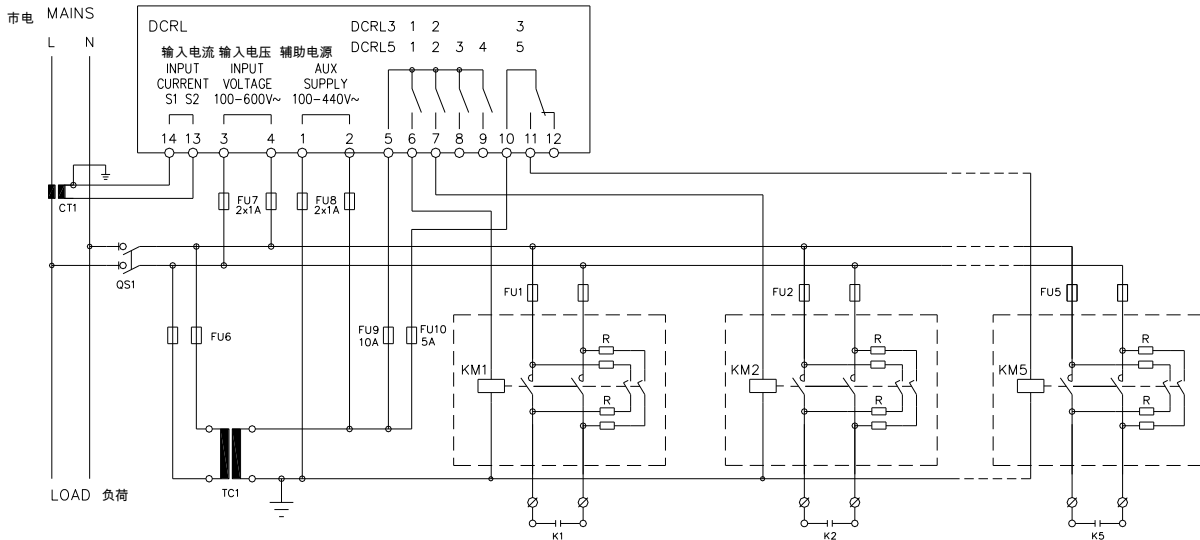 市电 MAINS
L N
DCRL
DCRL3 1 2 3
DCRL5 1 2 3 4 5
输入电流 输入电压 辅助电源
INPUT INPUT AUX
CURRENT VOLTAGE SUPPLY
S1 S2 100-600V~ 100-440V~
14 13 3 4 1 2 5 6 7 8 9 10 11 12
CT1
FU7
2x1A
FU8
2x1A
QS1
FU1
FU2
FU5
FU6
FU9
10A
FU10
5A
KM1
R
R
KM2
R
R
KM5
R
R
LOAD 负荷
TC1
K1
K2
K5